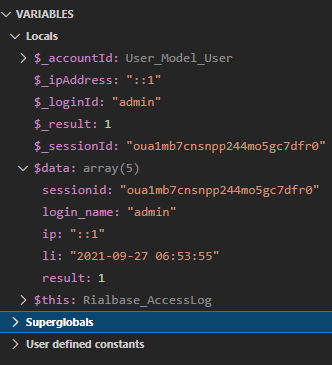 VARIABLES
Locals
$_accountId: User_Model_User
$_ipAddress: "::1"
$_loginId: "admin"
$_result: 1
$_sessionId: "oua1mb7cnsnpp244mo5gc7dfr0"
$data: array(5)
sessionid: "oua1mb7cnsnpp244mo5gc7dfr0"
login_name: "admin"
ip: "::1"
li: "2021-09-27 06:53:55"
result: 1
$this: Rialbase_AccessLog
Superglobals
User defined constants